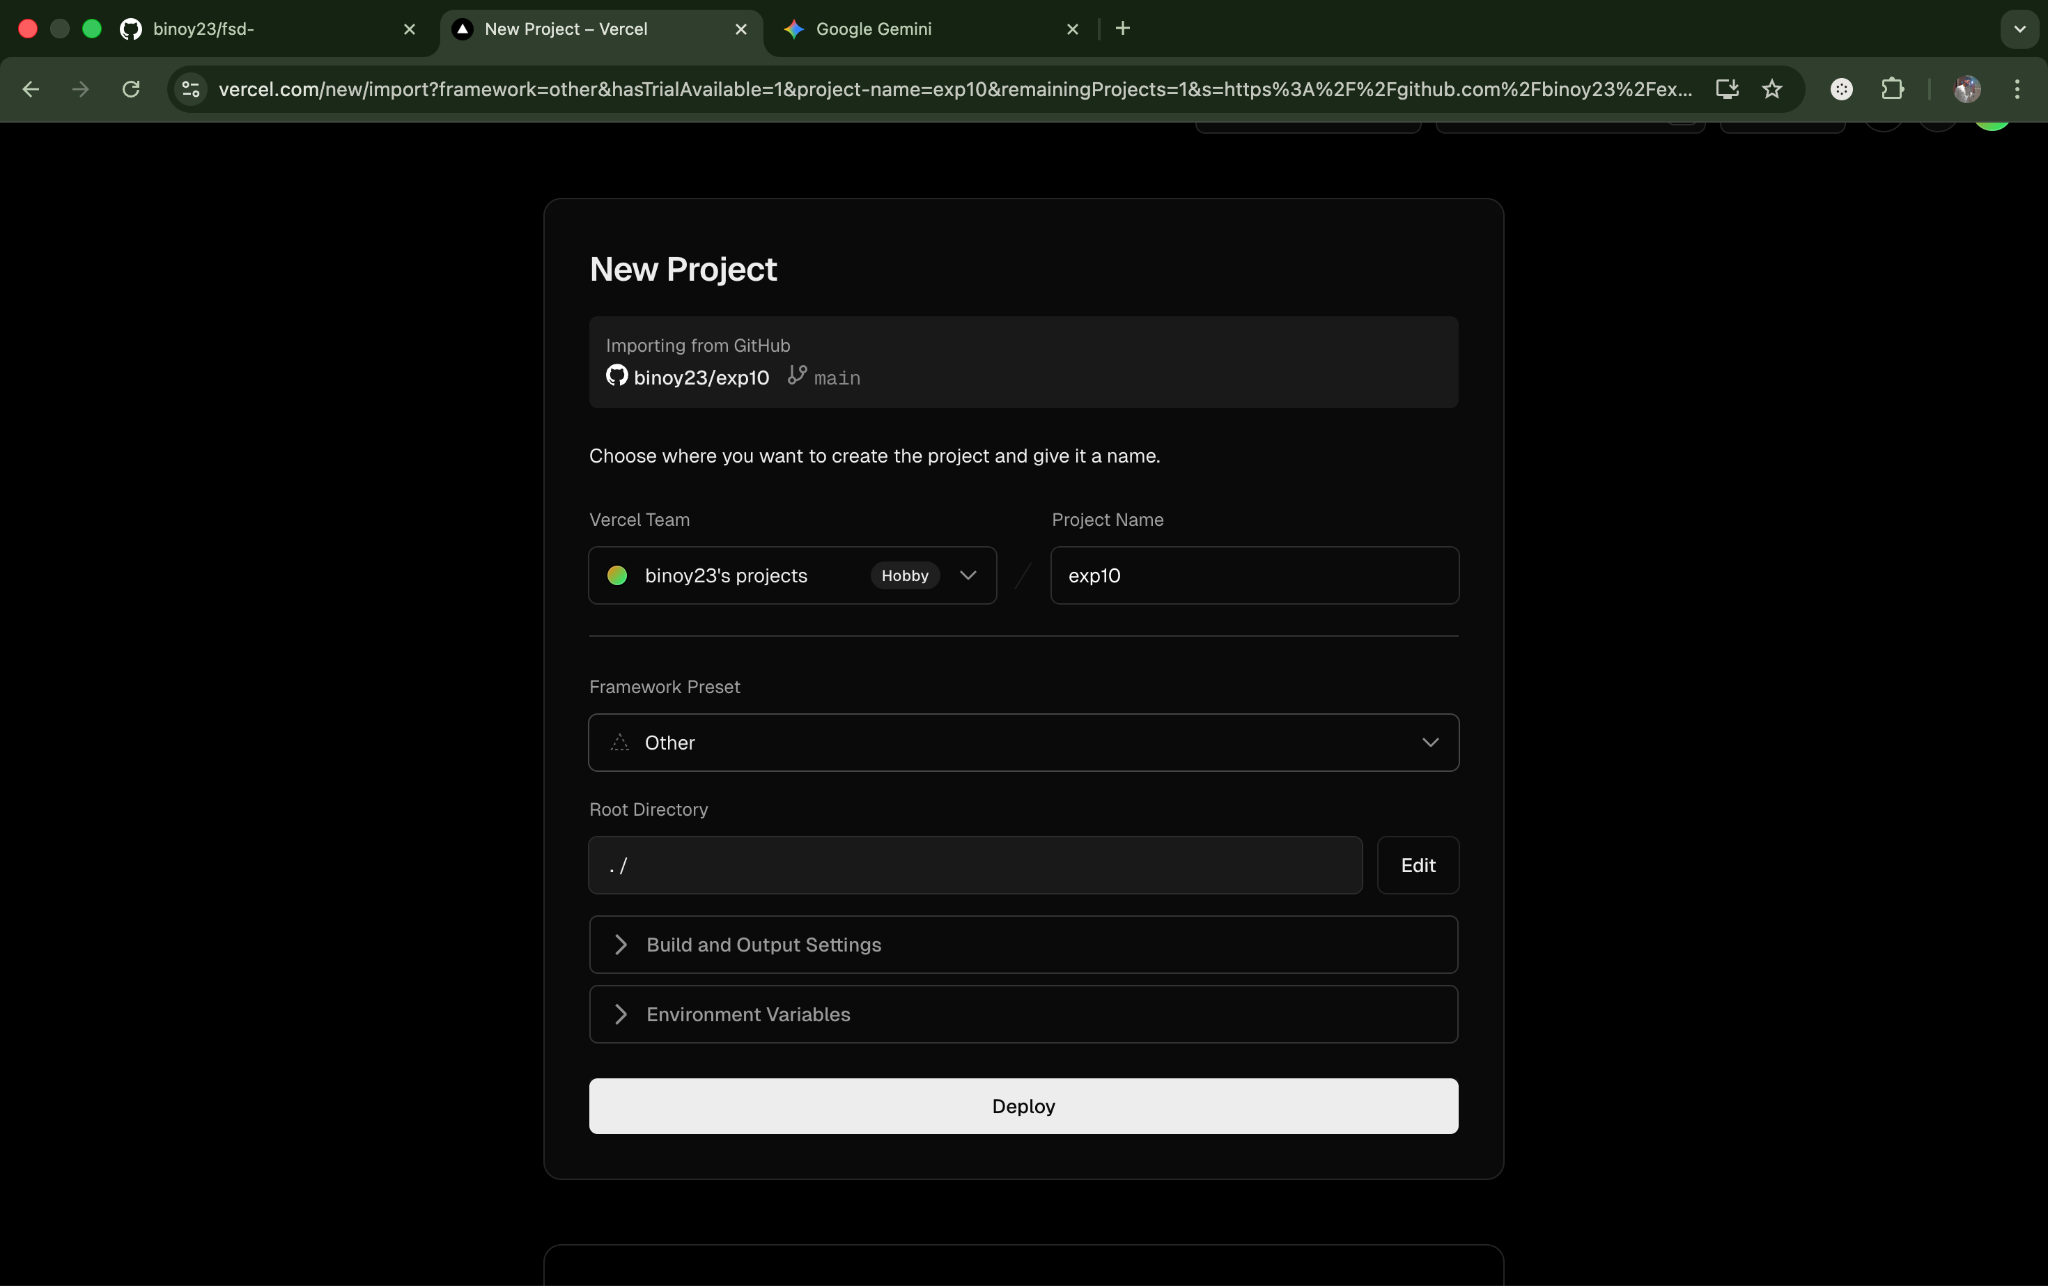 binoy23/fsd-
New Project – Vercel
Google Gemini
vercel.com/new/import?framework=other&hasTrialAvailable=1&project-name=exp10&remainingProjects=1&s=https%3A%2F%2Fgithub.com%2Fbinoy23%2Fex...
New Project
Importing from GitHub
binoy23/exp10 main
Choose where you want to create the project and give it a name.
Vercel Team
Project Name
binoy23's projects Hobby
exp10
Framework Preset
Other
Root Directory
./
Edit
Build and Output Settings
Environment Variables
Deploy